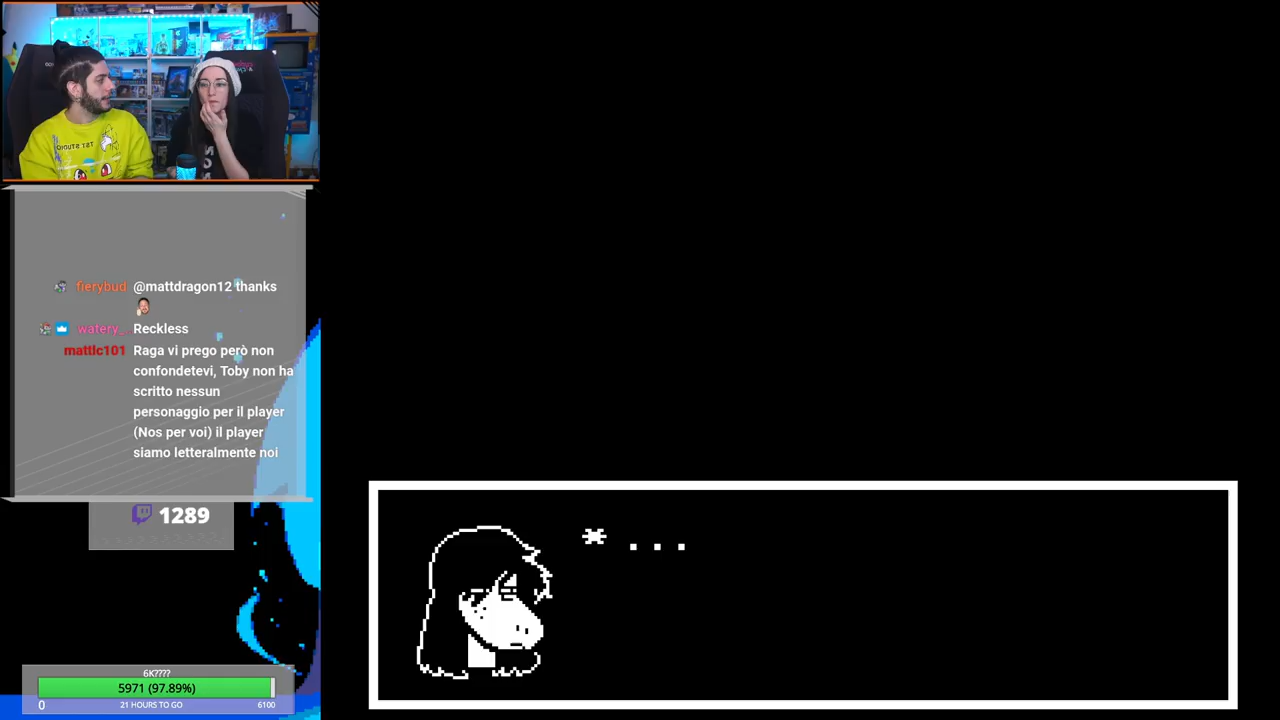 fierybud @mattdragon12 thanks
watery_ Reckless
mattic101 Raga vi prego però non
confondetevi, Toby non ha
scritto nessun
personaggio per il player
(Nos per voi) il player
siamo letteralmente noi
1289
* ...
6K????
5971 (97.89%)
0 21 HOURS TO GO 6100